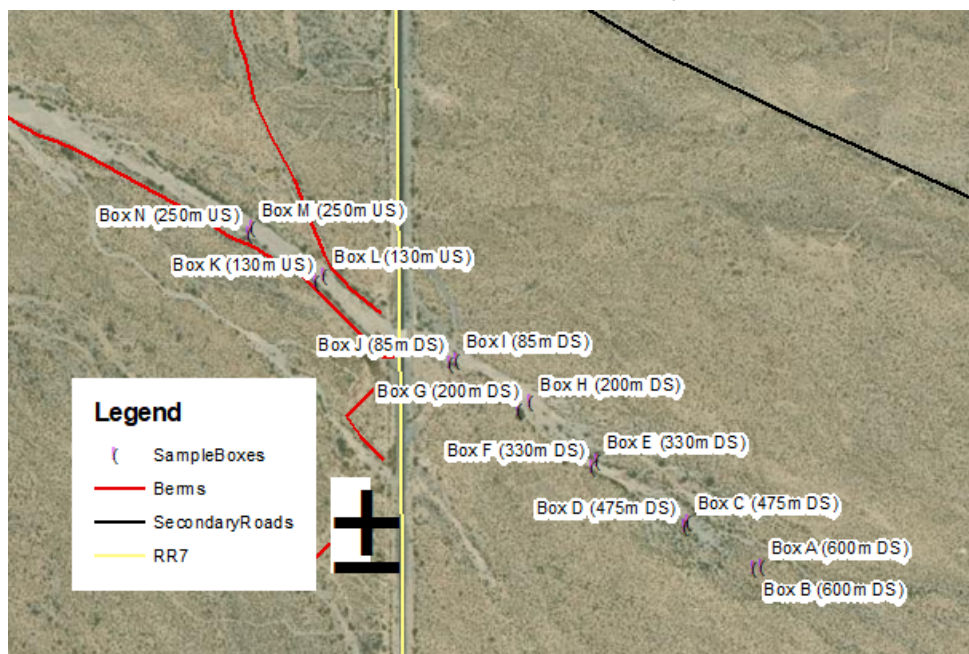 Box N (250m US)
Box M (250m US)
Box K (130m US)
Box L (130m US)
Box J (85m DS)
Box I (85m DS)
Box G (200m DS)
Box H (200m DS)
Box F (330m DS)
Box E (330m DS)
Box D (475m DS)
Box C (475m DS)
Box A (600m DS)
Box B (600m DS)
Legend
SampleBoxes
Berms
SecondaryRoads
RR7